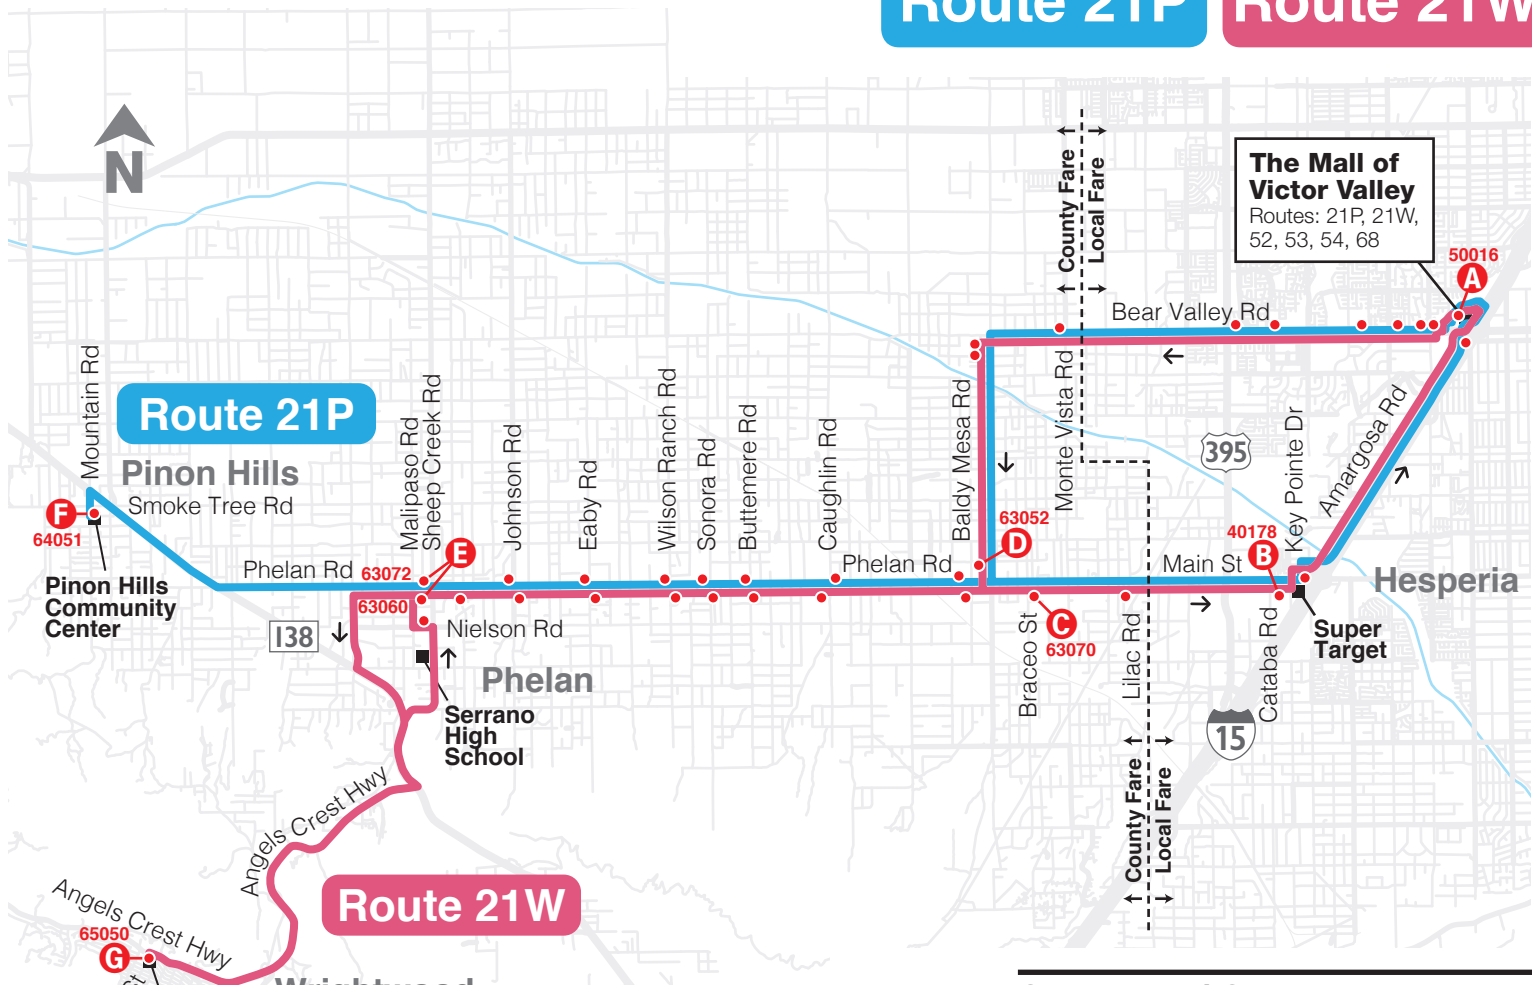 Route 21P
Route 21W
N
County Fare
Local Fare
The Mall of
Victor Valley
Routes: 21P, 21W,
52, 53, 54, 68
50016
A
Bear Valley Rd
Mountain Rd
Route 21P
Pinon Hills
Smoke Tree Rd
F
64051
Pinon Hills
Community
Center
Phelan Rd
Malipaso Rd
Sheep Creek Rd
Johnson Rd
Eaby Rd
Wilson Ranch Rd
Sonora Rd
Buttemere Rd
Caughlin Rd
Baldy Mesa Rd
Monte Vista Rd
395
Key Pointe Dr
Amargosa Rd
E
63072
63060
Phelan Rd
63052
D
40178
B
Main St
Hesperia
138
Nielson Rd
Phelan
Serrano
High
School
Braceo St
C
63070
Lilac Rd
Cataba Rd
Super
Target
15
County Fare
Local Fare
Angels Crest Hwy
Route 21W
Angels Crest Hwy
65050
G
St
Wrightwood